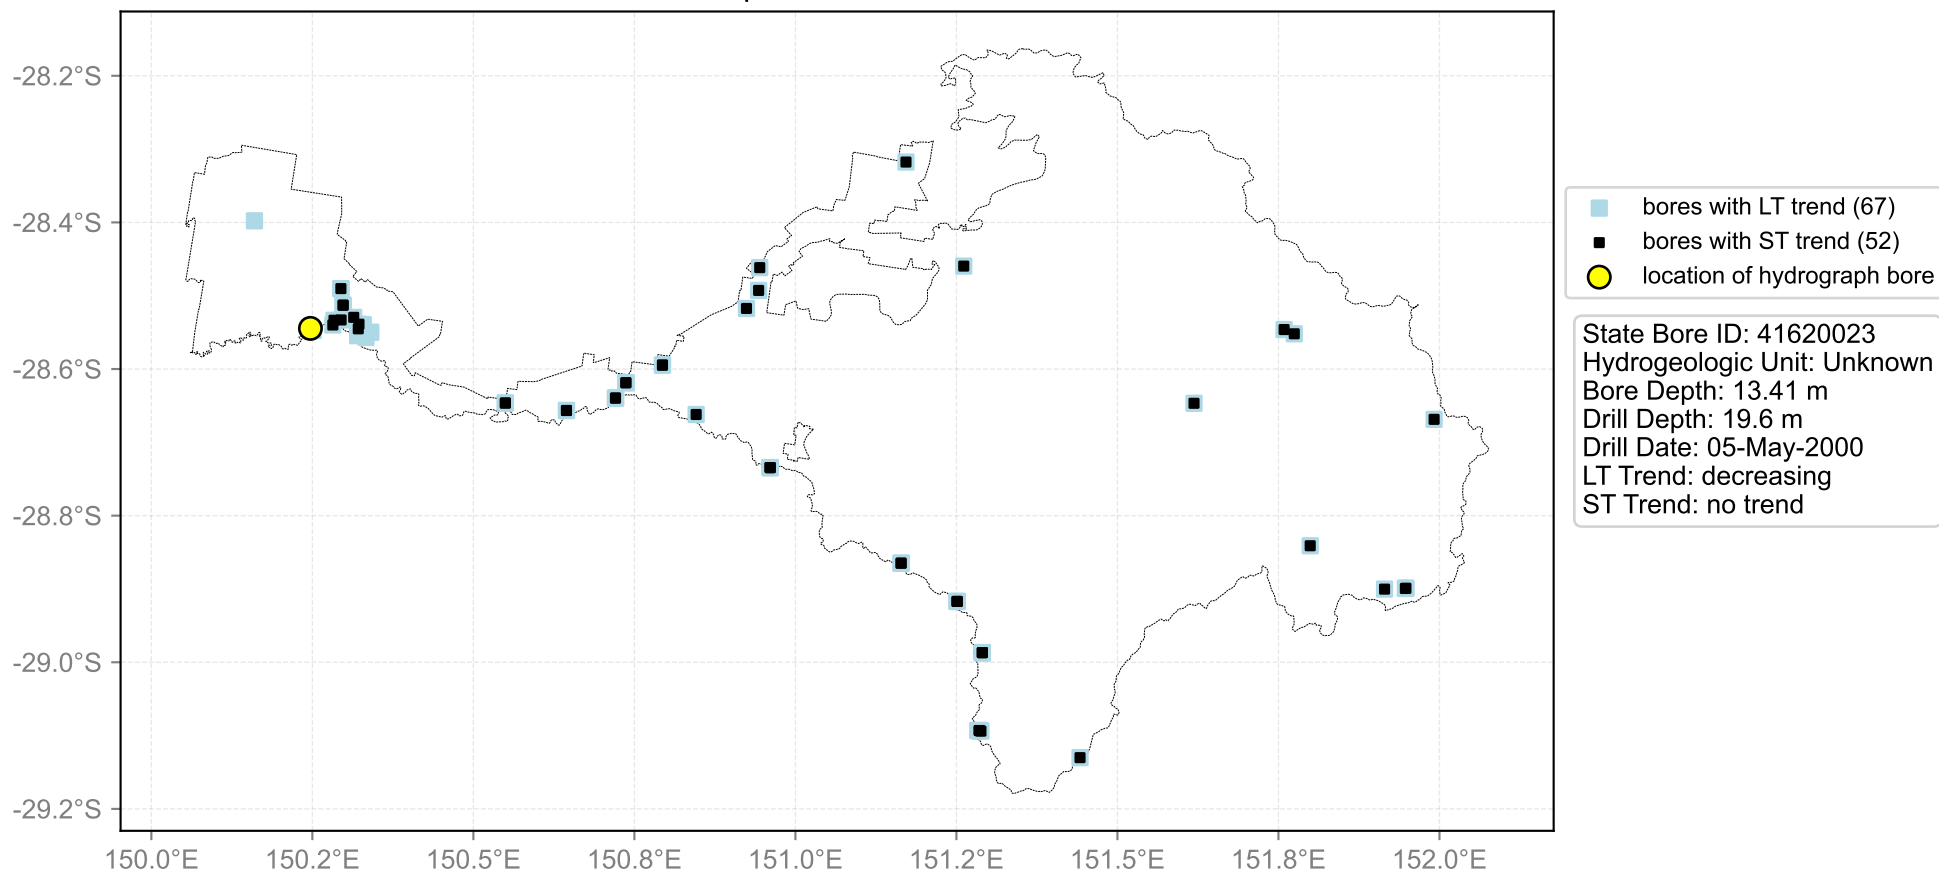 -28.2°S
-28.4°S
-28.6°S
-28.8°S
-29.0°S
-29.2°S
150.0°E 150.2°E 150.5°E 150.8°E 151.0°E 151.2°E 151.5°E 151.8°E 152.0°E
bores with LT trend (67)
bores with ST trend (52)
location of hydrograph bore
State Bore ID: 41620023
Hydrogeologic Unit: Unknown
Bore Depth: 13.41 m
Drill Depth: 19.6 m
Drill Date: 05-May-2000
LT Trend: decreasing
ST Trend: no trend